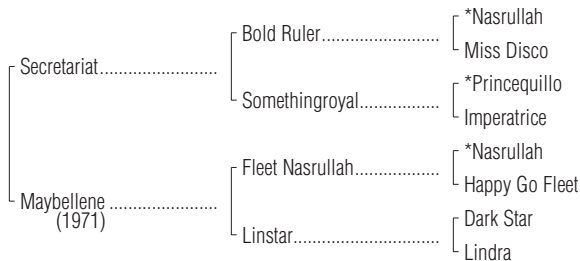 *Nasrullah
Bold Ruler........................
Miss Disco
Secretariat........................
*Princequillo
Somethingroyal................
Imperatrice
*Nasrullah
Fleet Nasrullah.................
Happy Go Fleet
Maybellene ......................
(1971)
Dark Star
Linstar..............................
Lindra